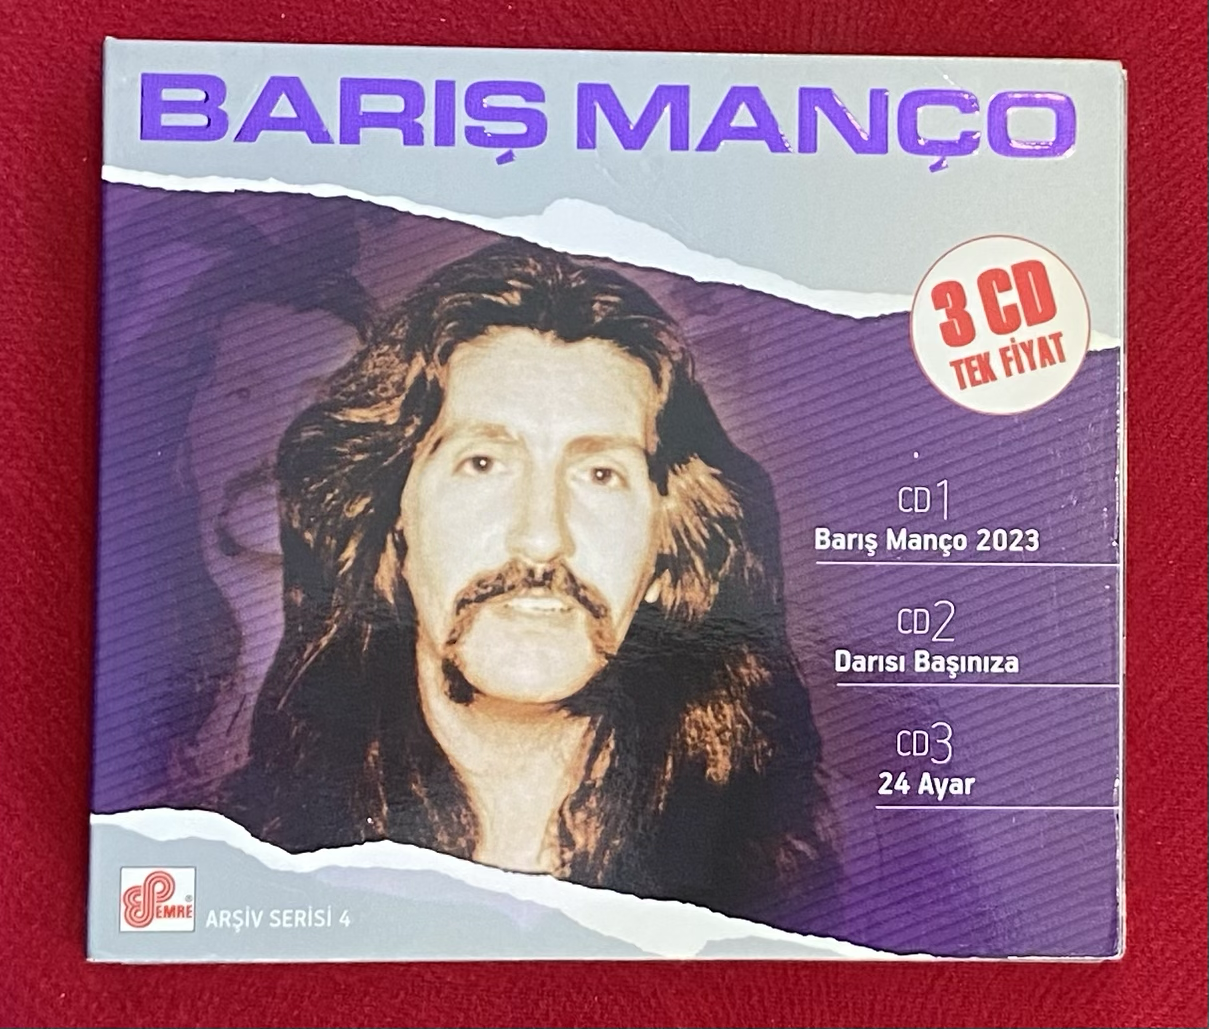 BARIŞ MANÇO
3 CD
TEK FİYAT
CD1
Barış Manço 2023
CD2
Darısı Başınıza
CD3
24 Ayar
EMRE ®
ARŞİV SERİSİ 4